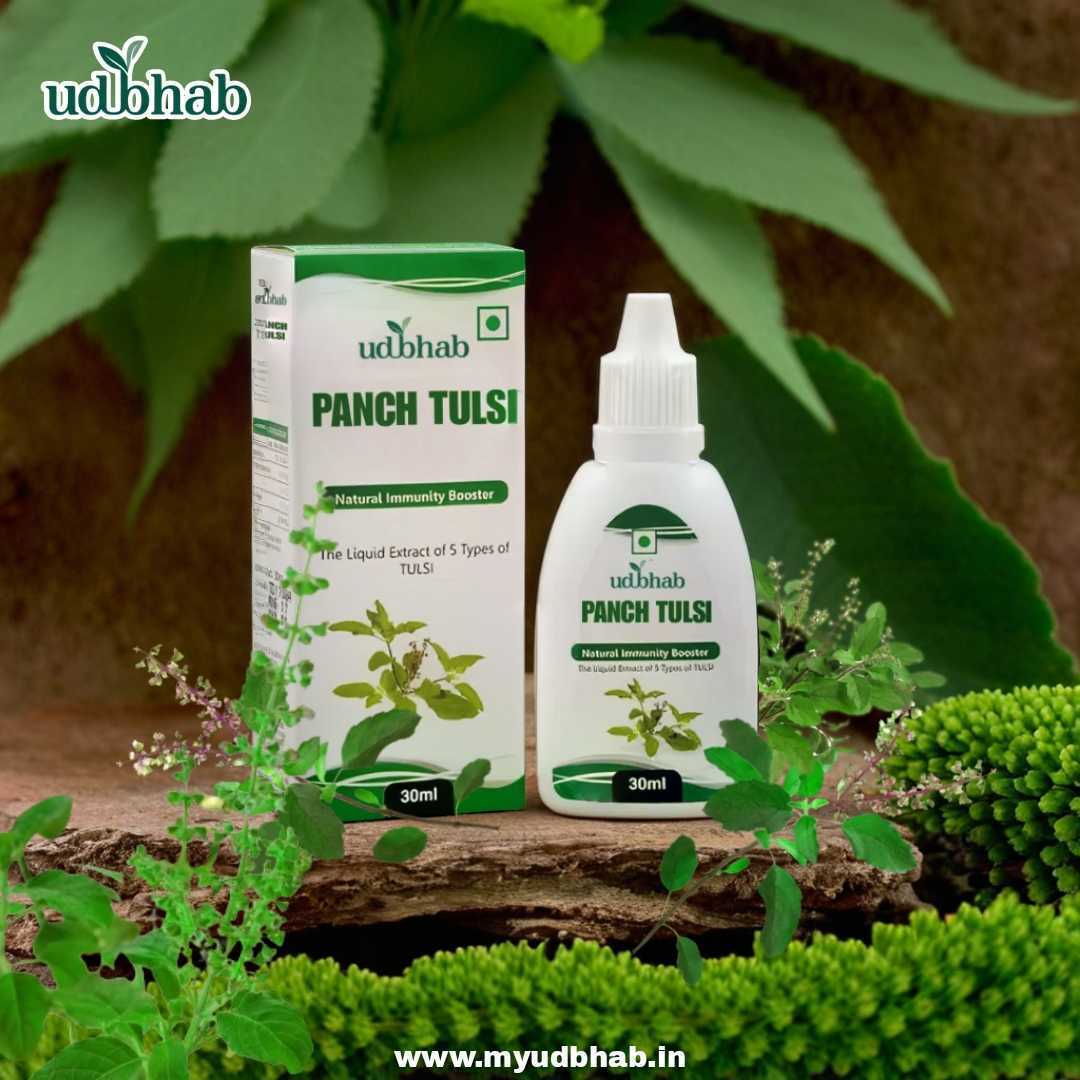 udbhab
udbhab
PANCH TULSI
Natural Immunity Booster
The Liquid Extract of 5 Types of
TULSI
30ml
udbhab
PANCH TULSI
Natural Immunity Booster
The Liquid Extract of 5 Types of TULSI
30ml
www.myudbhab.in